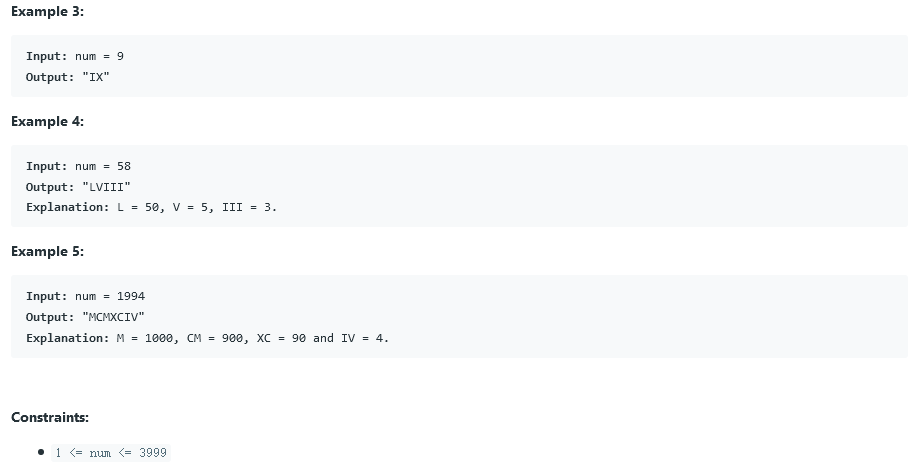 Example 3:
Input: num = 9
Output: "IX"
Example 4:
Input: num = 58
Output: "LVIII"
Explanation: L = 50, V = 5, III = 3.
Example 5:
Input: num = 1994
Output: "MCMXCIV"
Explanation: M = 1000, CM = 900, XC = 90 and IV = 4.
Constraints:
• 1 <= num <= 3999